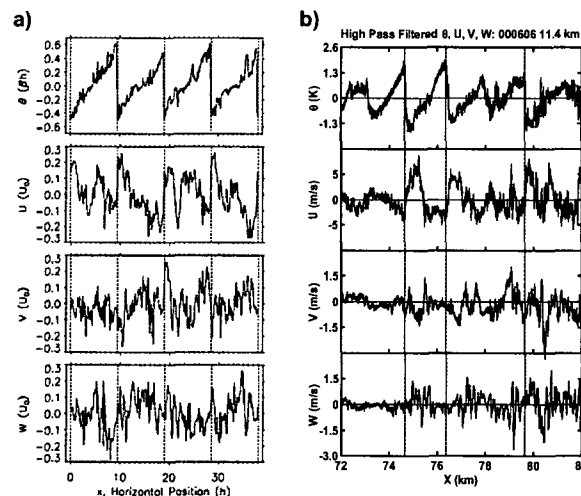 a)
0.6
0.4
0.2
0.0
-0.2
-0.4
-0.6
θ (βh)
0.3
0.2
0.1
0.0
-0.1
-0.2
-0.3
U (U₀)
0.3
0.2
0.1
0.0
-0.1
-0.2
-0.3
V (U₀)
0.3
0.2
0.1
0.0
-0.1
-0.2
-0.3
W (U₀)
0 10 20 30
x, Horizontal Position (h)
b)
High Pass Filtered θ, U, V, W: 000606 11.4 km
2.6
1.3
0
-1.3
θ (K)
5
0
-5
U (m/s)
1.5
0
-1.5
V (m/s)
1.5
0
-1.5
-3.0
W (m/s)
72 74 76 78 80 82
X (km)